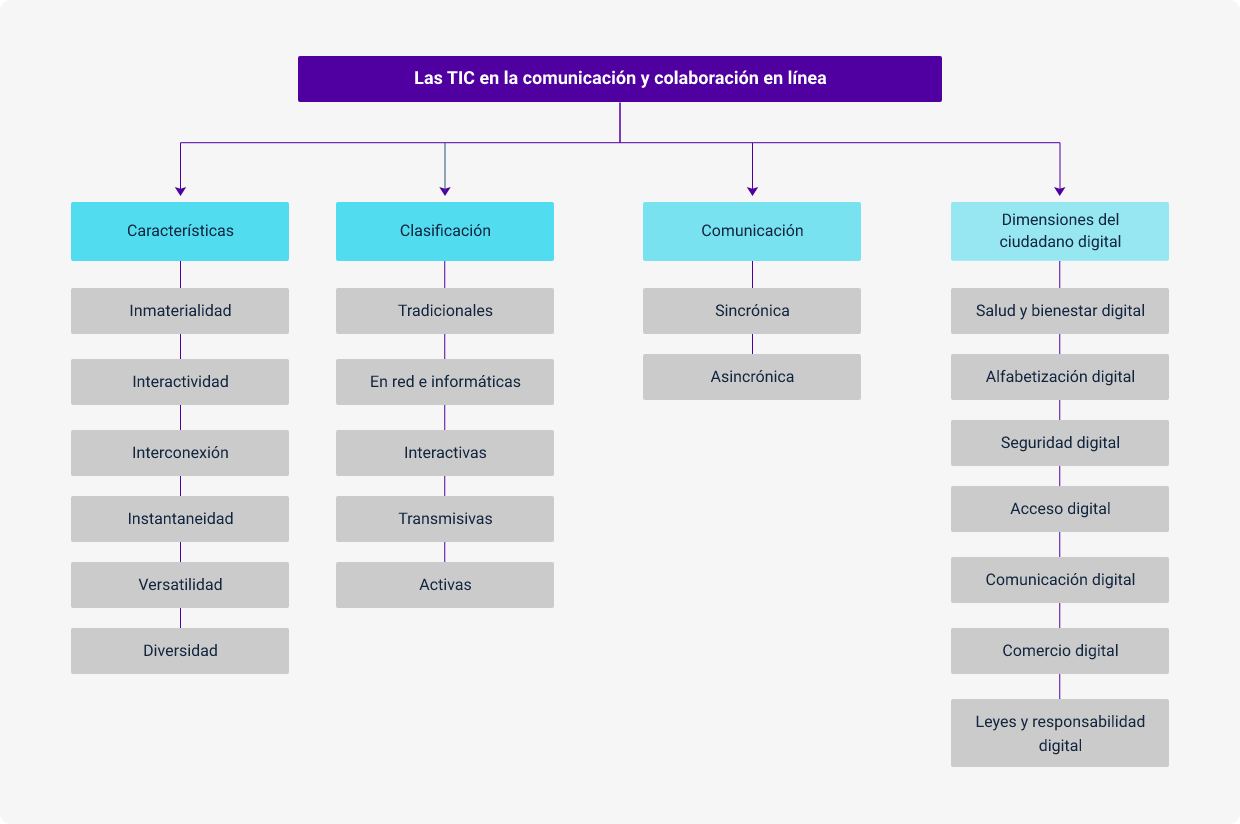 Las TIC en la comunicación y colaboración en línea
Características
Inmaterialidad
Interactividad
Interconexión
Instantaneidad
Versatilidad
Diversidad
Clasificación
Tradicionales
En red e informáticas
Interactivas
Transmisivas
Activas
Comunicación
Sincrónica
Asincrónica
Dimensiones del
ciudadano digital
Salud y bienestar digital
Alfabetización digital
Seguridad digital
Acceso digital
Comunicación digital
Comercio digital
Leyes y responsabilidad
digital